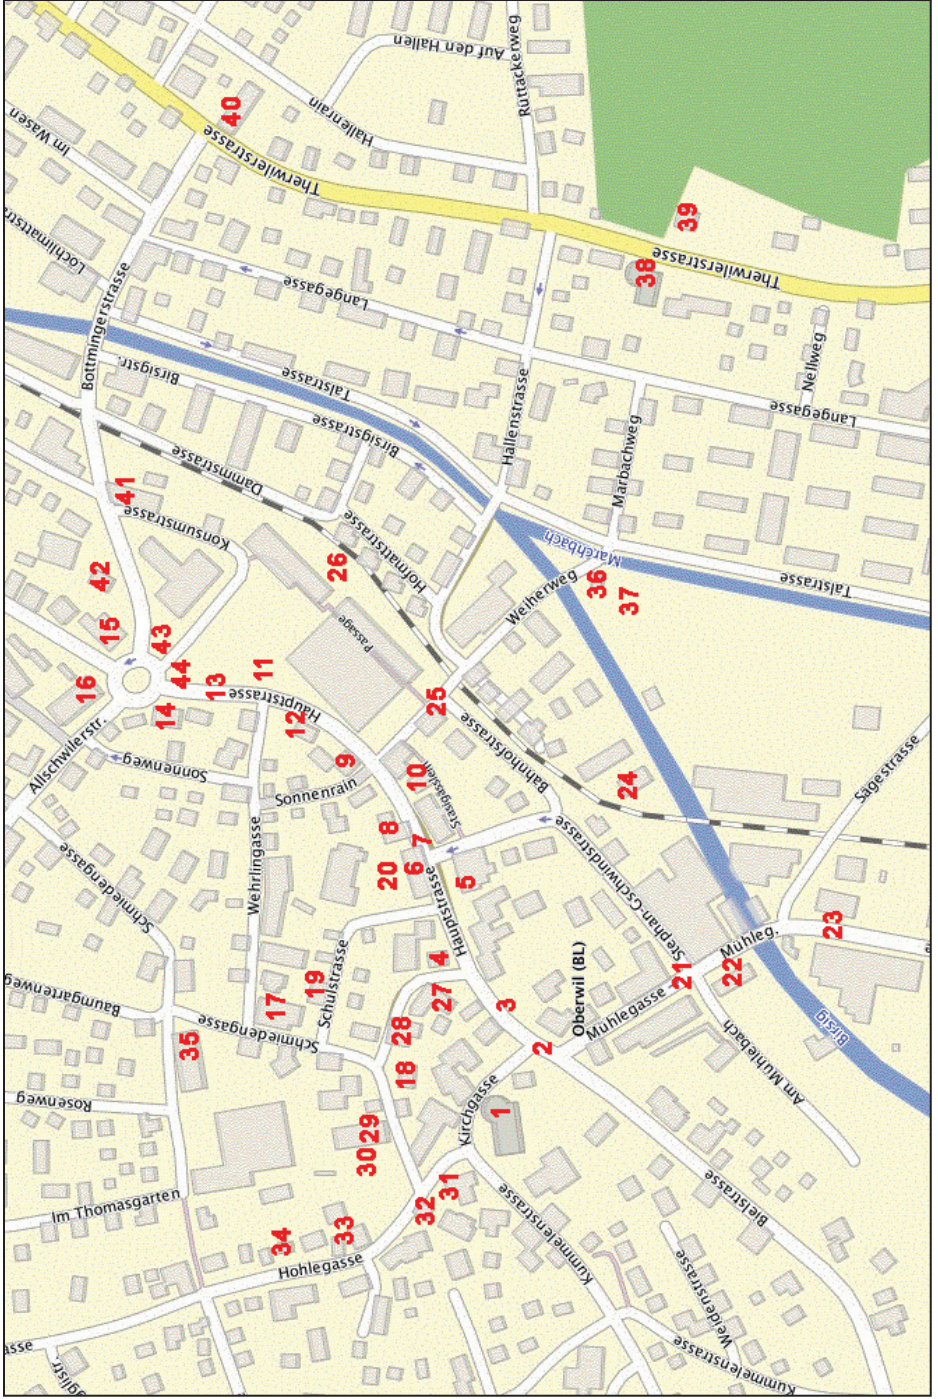 Rüttackerweg
Auf den Hallen
40
Im Wasen
Hallenrain
Therwilerstrasse
Therwilerstrasse
39
38
Therwilerstrasse
Bottmingerstrasse
Langegasse
Nellweg
Birsigstr.
Talstrasse
Hallenstrasse
Langegasse
Birsigstrasse
Dammstrasse
Marbachweg
41
Konsumstrasse
Hofmattstrasse
Marchbach
42
26
36
Talstrasse
Weiherweg
37
15
43
Passage
16
44
11
13
Hauptstrasse
25
14
12
Allschwilerstr.
Sonnenweg
9
Bahnhofstrasse
10
24
Sägestrasse
Sonnenrain
Stasigässlein
8
7
Schmiedengasse
Wehrlingasse
20
6
5
Hauptstrasse
Stephan-Gschwindstrasse
23
4
Mühleg.
21
22
19
Schulstrasse
17
27
3
Oberwil (BL)
Mühlegasse
Baumgartenweg
28
Birsig
35
Schmiedengasse
2
18
Am Mühlebach
Rosenweg
Kirchgasse
1
29
30
31
32
Im Thomasgarten
Kummelenstrasse
Bielstrasse
33
34
Hohlegasse
Weidenstrasse
Kummelenstrasse